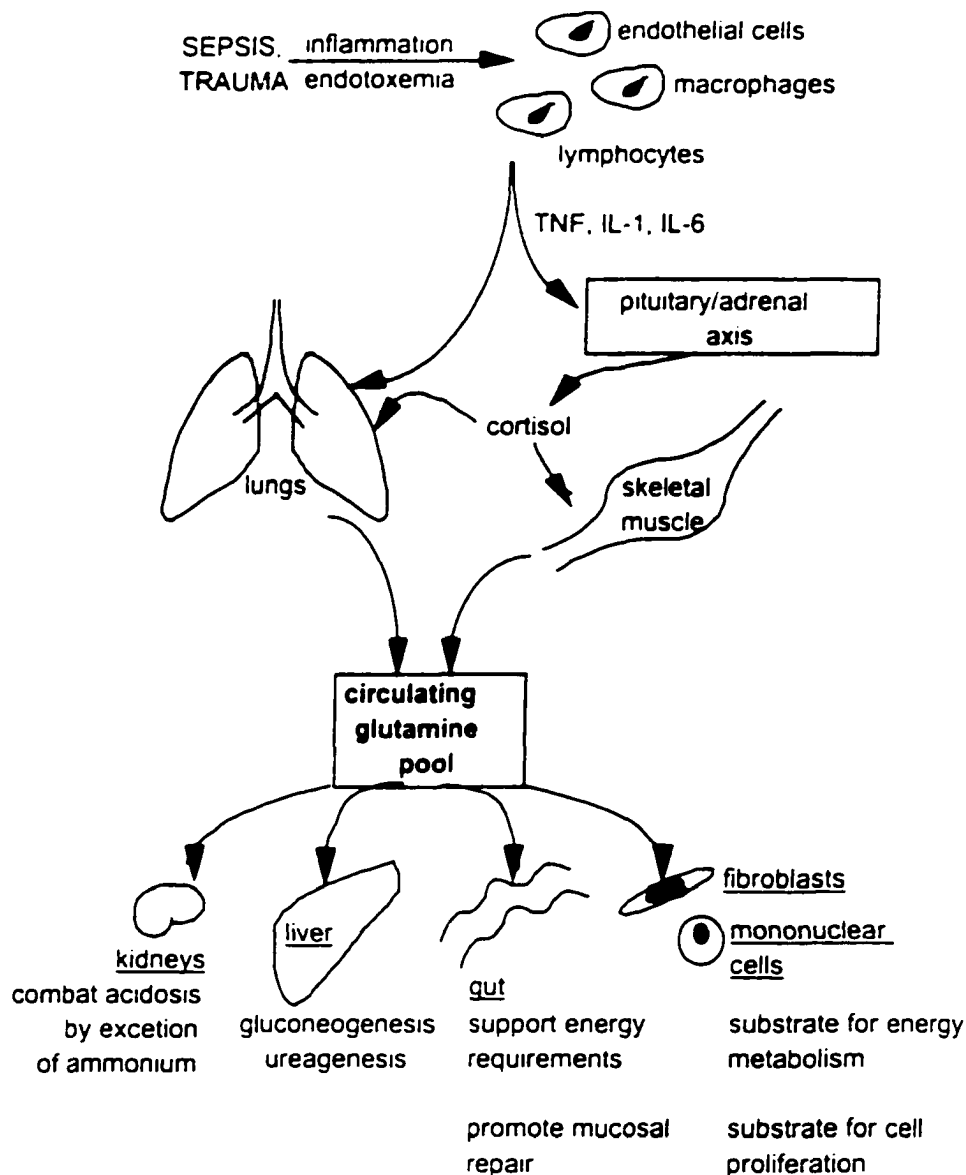 SEPSIS, inflammation
TRAUMA endotoxemia
endothelial cells
macrophages
lymphocytes
TNF, IL-1, IL-6
pituitary/adrenal
axis
cortisol
lungs
skeletal
muscle
circulating
glutamine
pool
kidneys
combat acidosis
by excetion
of ammonium
liver
gluconeogenesis
ureagenesis
gut
support energy
requirements
promote mucosal
repair
fibroblasts
mononuclear
cells
substrate for energy
metabolism
substrate for cell
proliferation